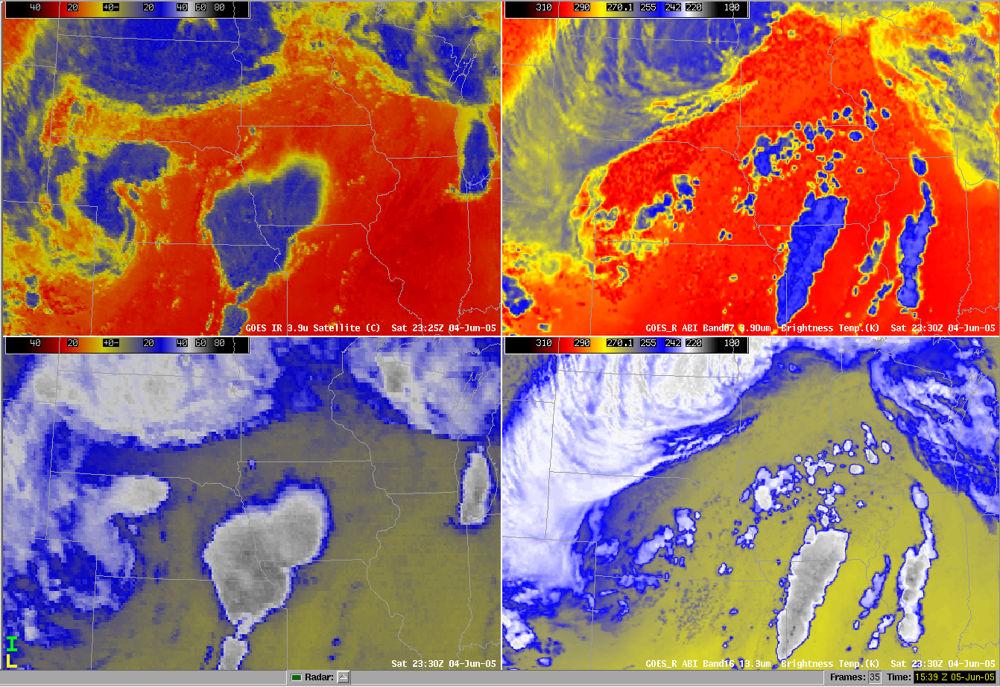 40 20 +0- 20 40 60 80
310 290 270.1 255 242 220 180
GOES IR 3.9u Satellite (C) Sat 23:25Z 04-Jun-05
GOES_R ABI Band07 3.90um Brightness Temp.(K) Sat 23:30Z 04-Jun-05
40 20 +0- 20 40 60 80
310 290 270.1 255 242 220 180
I
L
Sat 23:30Z 04-Jun-05
GOES_R ABI Band16 13.3um Brightness Temp.(K) Sat 23:30Z 04-Jun-05
Radar: Frames: 35 Time: 15:39 Z 05-Jun-05